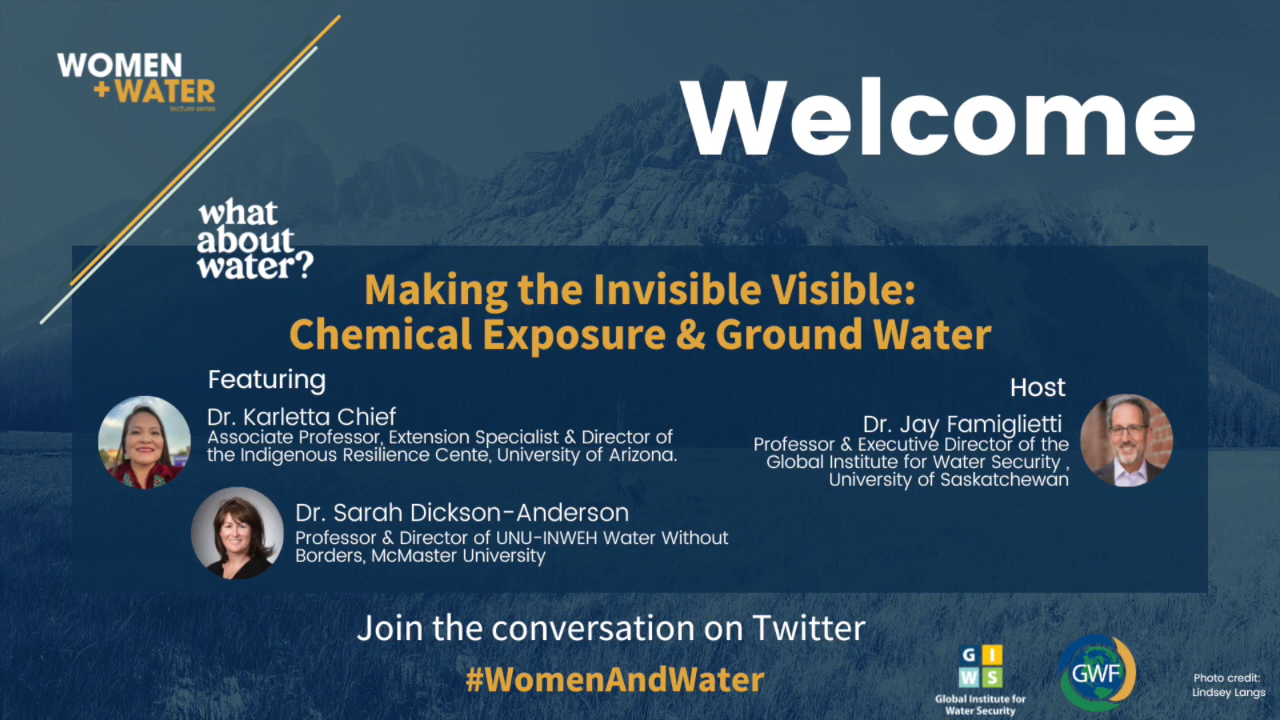 WOMEN
+WATER
lecture series
Welcome
what
about
water?
Making the Invisible Visible:
Chemical Exposure & Ground Water
Featuring
Dr. Karletta Chief
Associate Professor, Extension Specialist & Director of
the Indigenous Resilience Cente, University of Arizona.
Dr. Sarah Dickson-Anderson
Professor & Director of UNU-INWEH Water Without
Borders, McMaster University
Host
Dr. Jay Famiglietti
Professor & Executive Director of the
Global Institute for Water Security ,
University of Saskatchewan
Join the conversation on Twitter
#WomenAndWater
G I
W S
Global Institute for
Water Security
GWF
Photo credit:
Lindsey Langs